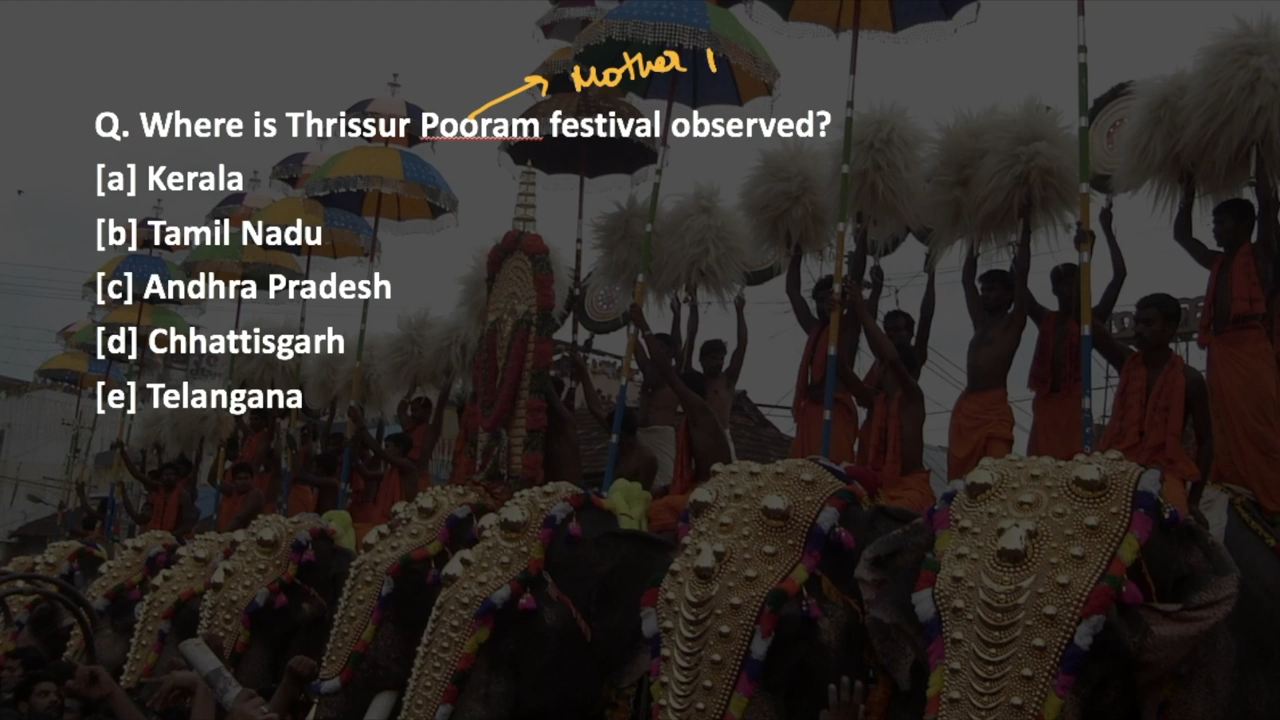 Mother
Q. Where is Thrissur Pooram festival observed?
[a] Kerala
[b] Tamil Nadu
[c] Andhra Pradesh
[d] Chhattisgarh
[e] Telangana